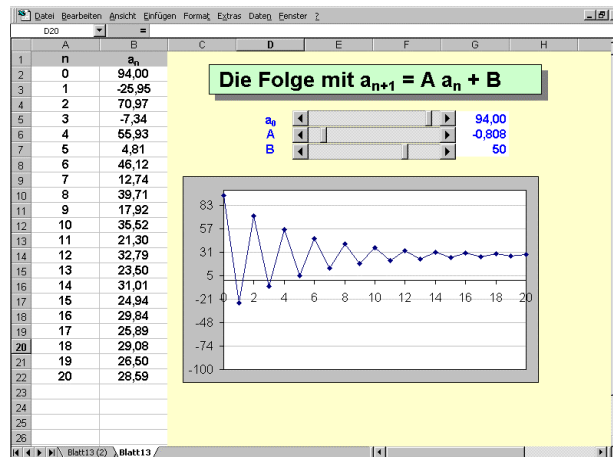 Datei Bearbeiten Ansicht Einfügen Format Extras Daten Fenster ?
D20 =
A B C D E F G H
1 n an
2 0 94,00
3 1 -25,95
4 2 70,97
5 3 -7,34
6 4 55,93
7 5 4,81
8 6 46,12
9 7 12,74
10 8 39,71
11 9 17,92
12 10 35,52
13 11 21,30
14 12 32,79
15 13 23,50
16 14 31,01
17 15 24,94
18 16 29,84
19 17 25,89
20 18 29,08
21 19 26,50
22 20 28,59
23
24
25
26
Die Folge mit an+1 = A an + B
a0 94,00
A -0,808
B 50
83
57
31
5
-21
-48
-74
-100
0 2 4 6 8 10 12 14 16 18 20
Blatt13 (2) Blatt13